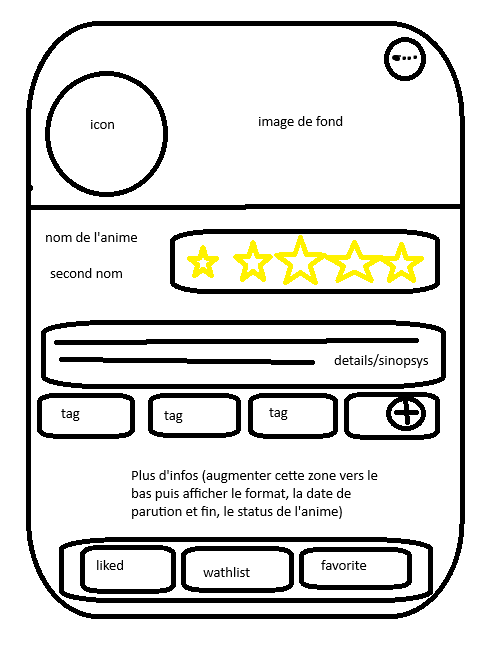 icon
image de fond
nom de l'anime
second nom
details/sinopsys
tag
tag
tag
Plus d'infos (augmenter cette zone vers le
bas puis afficher le format, la date de
parution et fin, le status de l'anime)
liked
wathlist
favorite